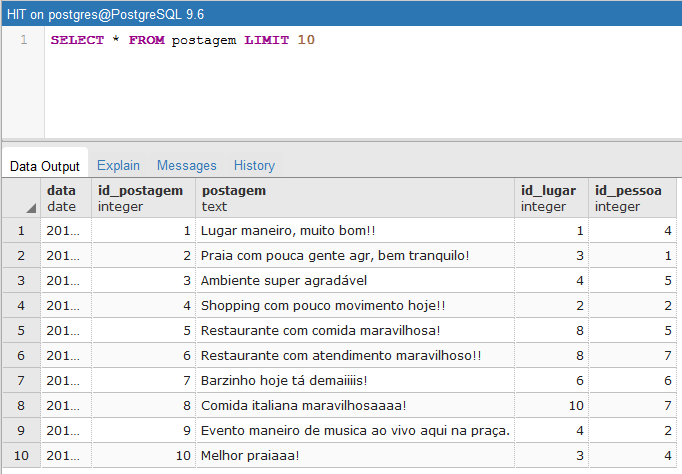 HIT on postgres@PostgreSQL 9.6
1 SELECT * FROM postagem LIMIT 10
Data Output Explain Messages History
data id_postagem postagem id_lugar id_pessoa
date integer text integer integer
1 201... 1 Lugar maneiro, muito bom!! 1 4
2 201... 2 Praia com pouca gente agr, bem tranquilo! 3 1
3 201... 3 Ambiente super agradável 4 5
4 201... 4 Shopping com pouco movimento hoje!! 2 2
5 201... 5 Restaurante com comida maravilhosa! 8 5
6 201... 6 Restaurante com atendimento maravilhoso!! 8 7
7 201... 7 Barzinho hoje tá demaiiiis! 6 6
8 201... 8 Comida italiana maravilhosaaaa! 10 7
9 201... 9 Evento maneiro de musica ao vivo aqui na praça. 4 2
10 201... 10 Melhor praiaaa! 3 4